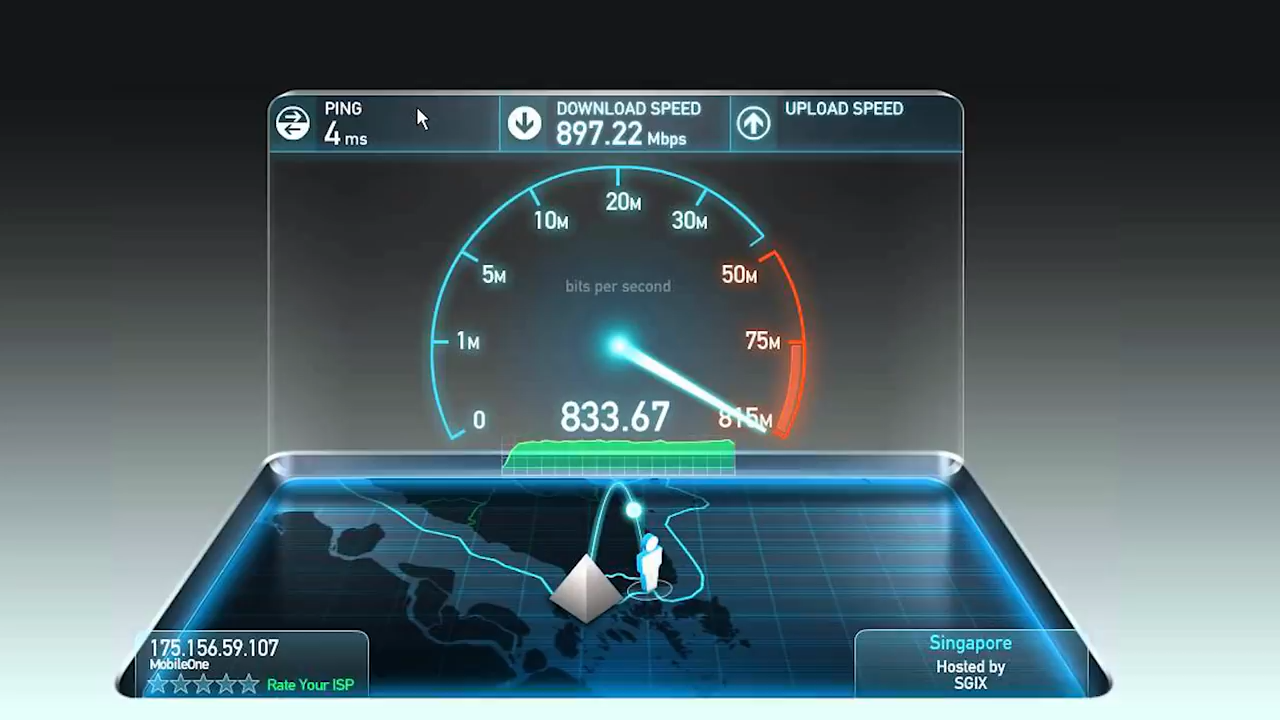 PING
4 ms
DOWNLOAD SPEED
897.22 Mbps
UPLOAD SPEED
20M
10M
30M
5M
50M
bits per second
1M
75M
0
833.67
815M
175.156.59.107
MobileOne
Rate Your ISP
Singapore
Hosted by
SGIX